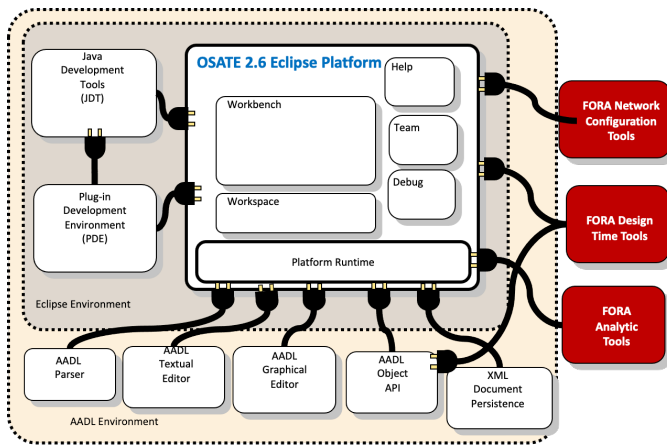 Java
Development
Tools
(JDT)
OSATE 2.6 Eclipse Platform
Help
Workbench
Team
Debug
Workspace
Platform Runtime
Plug-in
Development
Environment
(PDE)
Eclipse Environment
FORA Network
Configuration
Tools
FORA Design
Time Tools
FORA
Analytic
Tools
AADL
Parser
AADL
Textual
Editor
AADL
Graphical
Editor
AADL
Object
API
XML
Document
Persistence
AADL Environment